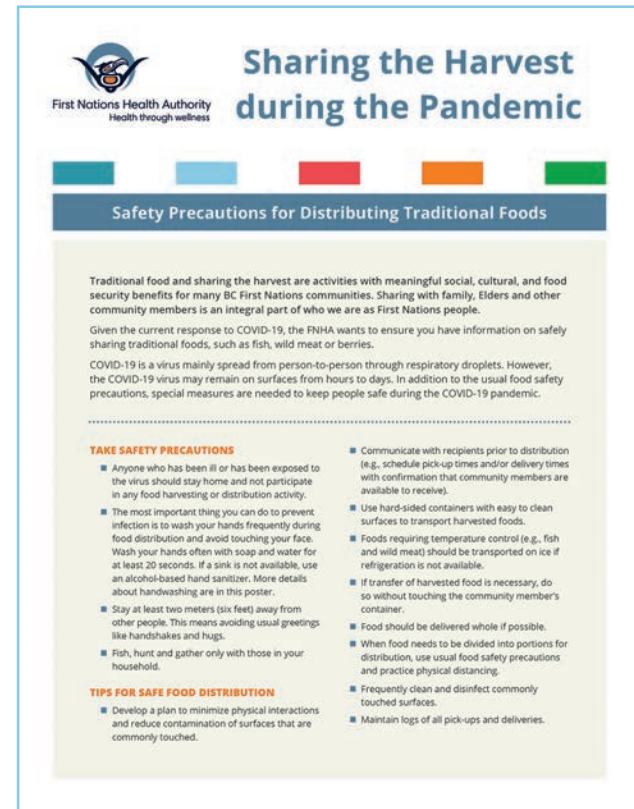 First Nations Health Authority
Health through wellness
Sharing the Harvest
during the Pandemic
Safety Precautions for Distributing Traditional Foods
Traditional food and sharing the harvest are activities with meaningful social, cultural, and food
security benefits for many BC First Nations communities. Sharing with family, Elders and other
community members is an integral part of who we are as First Nations people.
Given the current response to COVID-19, the FNHA wants to ensure you have information on safely
sharing traditional foods, such as fish, wild meat or berries.
COVID-19 is a virus mainly spread from person-to-person through respiratory droplets. However,
the COVID-19 virus may remain on surfaces from hours to days. In addition to the usual food safety
precautions, special measures are needed to keep people safe during the COVID-19 pandemic.
TAKE SAFETY PRECAUTIONS
■ Anyone who has been ill or has been exposed to
the virus should stay home and not participate
in any food harvesting or distribution activity.
■ The most important thing you can do to prevent
infection is to wash your hands frequently during
food distribution and avoid touching your face.
Wash your hands often with soap and water for
at least 20 seconds. If a sink is not available, use
an alcohol-based hand sanitizer. More details
about handwashing are in this poster.
■ Stay at least two meters (six feet) away from
other people. This means avoiding usual greetings
like handshakes and hugs.
■ Fish, hunt and gather only with those in your
household.
TIPS FOR SAFE FOOD DISTRIBUTION
■ Develop a plan to minimize physical interactions
and reduce contamination of surfaces that are
commonly touched.
■ Communicate with recipients prior to distribution
(e.g., schedule pick-up times and/or delivery times
with confirmation that community members are
available to receive).
■ Use hard-sided containers with easy to clean
surfaces to transport harvested foods.
■ Foods requiring temperature control (e.g., fish
and wild meat) should be transported on ice if
refrigeration is not available.
■ If transfer of harvested food is necessary, do
so without touching the community member's
container.
■ Food should be delivered whole if possible.
■ When food needs to be divided into portions for
distribution, use usual food safety precautions
and practice physical distancing.
■ Frequently clean and disinfect commonly
touched surfaces.
■ Maintain logs of all pick-ups and deliveries.